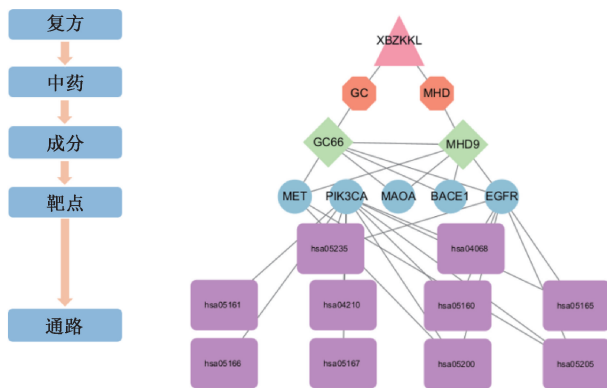 复方
中药
成分
靶点
通路
XBZKKL
GC
MHD
GC66
MHD9
MET
PIK3CA
MAOA
BACE1
EGFR
hsa05235
hsa04068
hsa05161
hsa04210
hsa05160
hsa05165
hsa05166
hsa05167
hsa05200
hsa05205